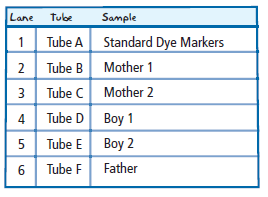 Lane Tube Sample
1 Tube A Standard Dye Markers
2 Tube B Mother 1
3 Tube C Mother 2
4 Tube D Boy 1
5 Tube E Boy 2
6 Tube F Father